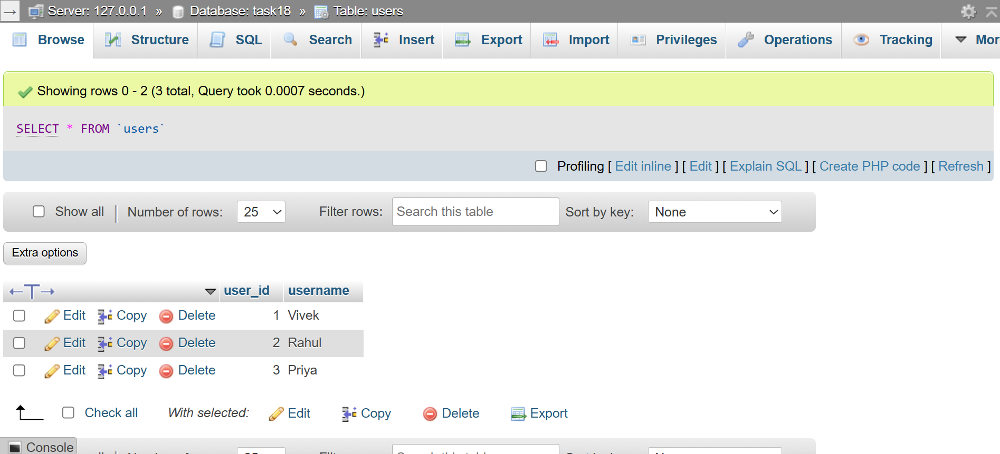 Server: 127.0.0.1 » Database: task18 » Table: users
Browse Structure SQL Search Insert Export Import Privileges Operations Tracking Mor
Showing rows 0 - 2 (3 total, Query took 0.0007 seconds.)
SELECT * FROM `users`
Profiling [ Edit inline ] [ Edit ] [ Explain SQL ] [ Create PHP code ] [ Refresh ]
Show all Number of rows: 25 Filter rows: Search this table Sort by key: None
Extra options
user_id username
Edit Copy Delete 1 Vivek
Edit Copy Delete 2 Rahul
Edit Copy Delete 3 Priya
Check all With selected: Edit Copy Delete Export
Console